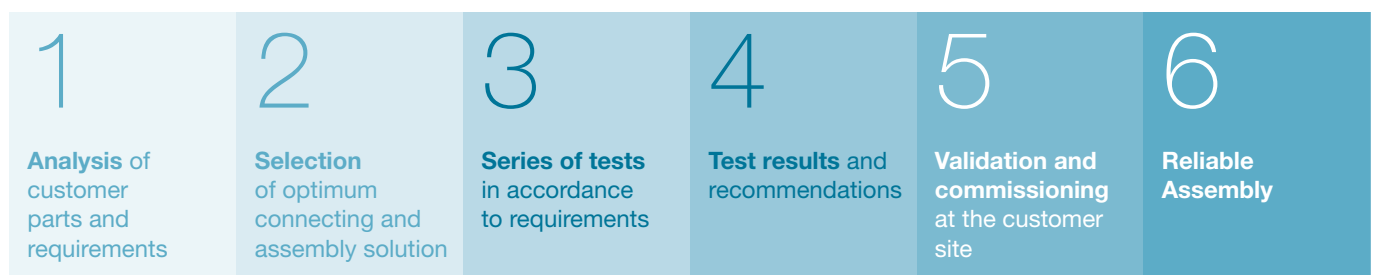 1
Analysis of
customer
parts and
requirements
2
Selection
of optimum
connecting and
assembly solution
3
Series of tests
in accordance
to requirements
4
Test results and
recommendations
5
Validation and
commissioning
at the customer
site
6
Reliable
Assembly